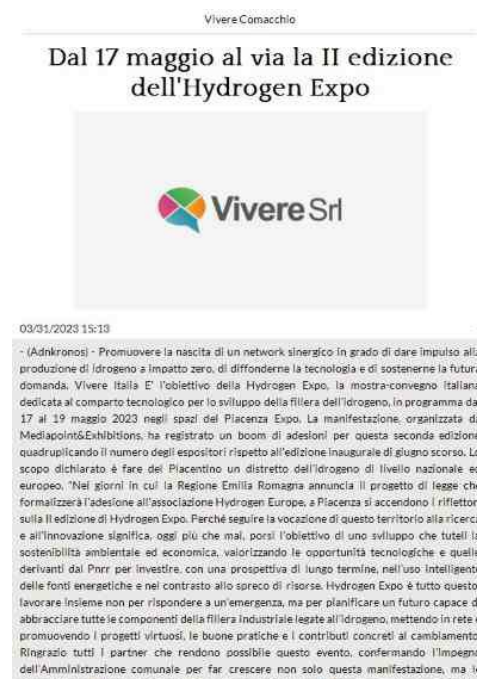 Vivere Comacchio
Dal 17 maggio al via la II edizione
dell'Hydrogen Expo
Vivere Srl
03/31/2023 15:13
- (Adnkronos) - Promuovere la nascita di un network sinergico in grado di dare impulso alla
produzione di idrogeno a impatto zero, di diffonderne la tecnologia e di sostenerne la futura
domanda. Vivere Italia E' l'obiettivo della Hydrogen Expo, la mostra-convegno italiana
dedicata al comparto tecnologico per lo sviluppo della filiera dell'idrogeno, in programma dal
17 al 19 maggio 2023 negli spazi del Piacenza Expo. La manifestazione, organizzata da
Mediapoint&Exhibitions, ha registrato un boom di adesioni per questa seconda edizione
quadruplicando il numero degli espositori rispetto all'edizione inaugurale di giugno scorso. Lo
scopo dichiarato è fare del Piacentino un distretto dell'idrogeno di livello nazionale ed
europeo. "Nei giorni in cui la Regione Emilia Romagna annuncia il progetto di legge che
formalizzerà l'adesione all'associazione Hydrogen Europe, a Piacenza si accendono i riflettori
sulla II edizione di Hydrogen Expo. Perché seguire la vocazione di questo territorio alla ricerca
e all'innovazione significa, oggi più che mai, porsi l'obiettivo di uno sviluppo che tuteli la
sostenibilità ambientale ed economica, valorizzando le opportunità tecnologiche e quelle
derivanti dal Pnrr per investire, con una prospettiva di lungo termine, nell'uso intelligente
delle fonti energetiche e nel contrasto allo spreco di risorse. Hydrogen Expo è tutto questo:
lavorare insieme non per rispondere a un'emergenza, ma per pianificare un futuro capace di
abbracciare tutte le componenti della filiera industriale legate all'idrogeno, mettendo in rete e
promuovendo i progetti virtuosi, le buone pratiche e i contributi concreti al cambiamento.
Ringrazio tutti i partner che rendono possibile questo evento, confermando l'impegno
dell'Amministrazione comunale per far crescere non solo questa manifestazione, ma le